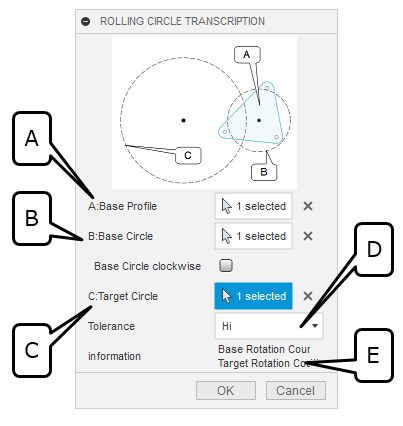 ROLLING CIRCLE TRANSCRIPTION
A
C
B
A
A:Base Profile 1 selected
B
B:Base Circle 1 selected
D
Base Circle clockwise
C:Target Circle 1 selected
C
Tolerance Hi
E
information Base Rotation Cour
Target Rotation
OK Cancel